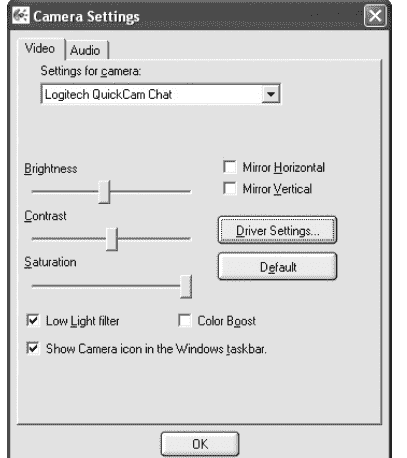 Camera Settings
Video Audio
Settings for camera:
Logitech QuickCam Chat
Brightness
Mirror Horizontal
Mirror Vertical
Contrast
Driver Settings...
Saturation
Default
Low Light filter
Color Boost
Show Camera icon in the Windows taskbar.
OK